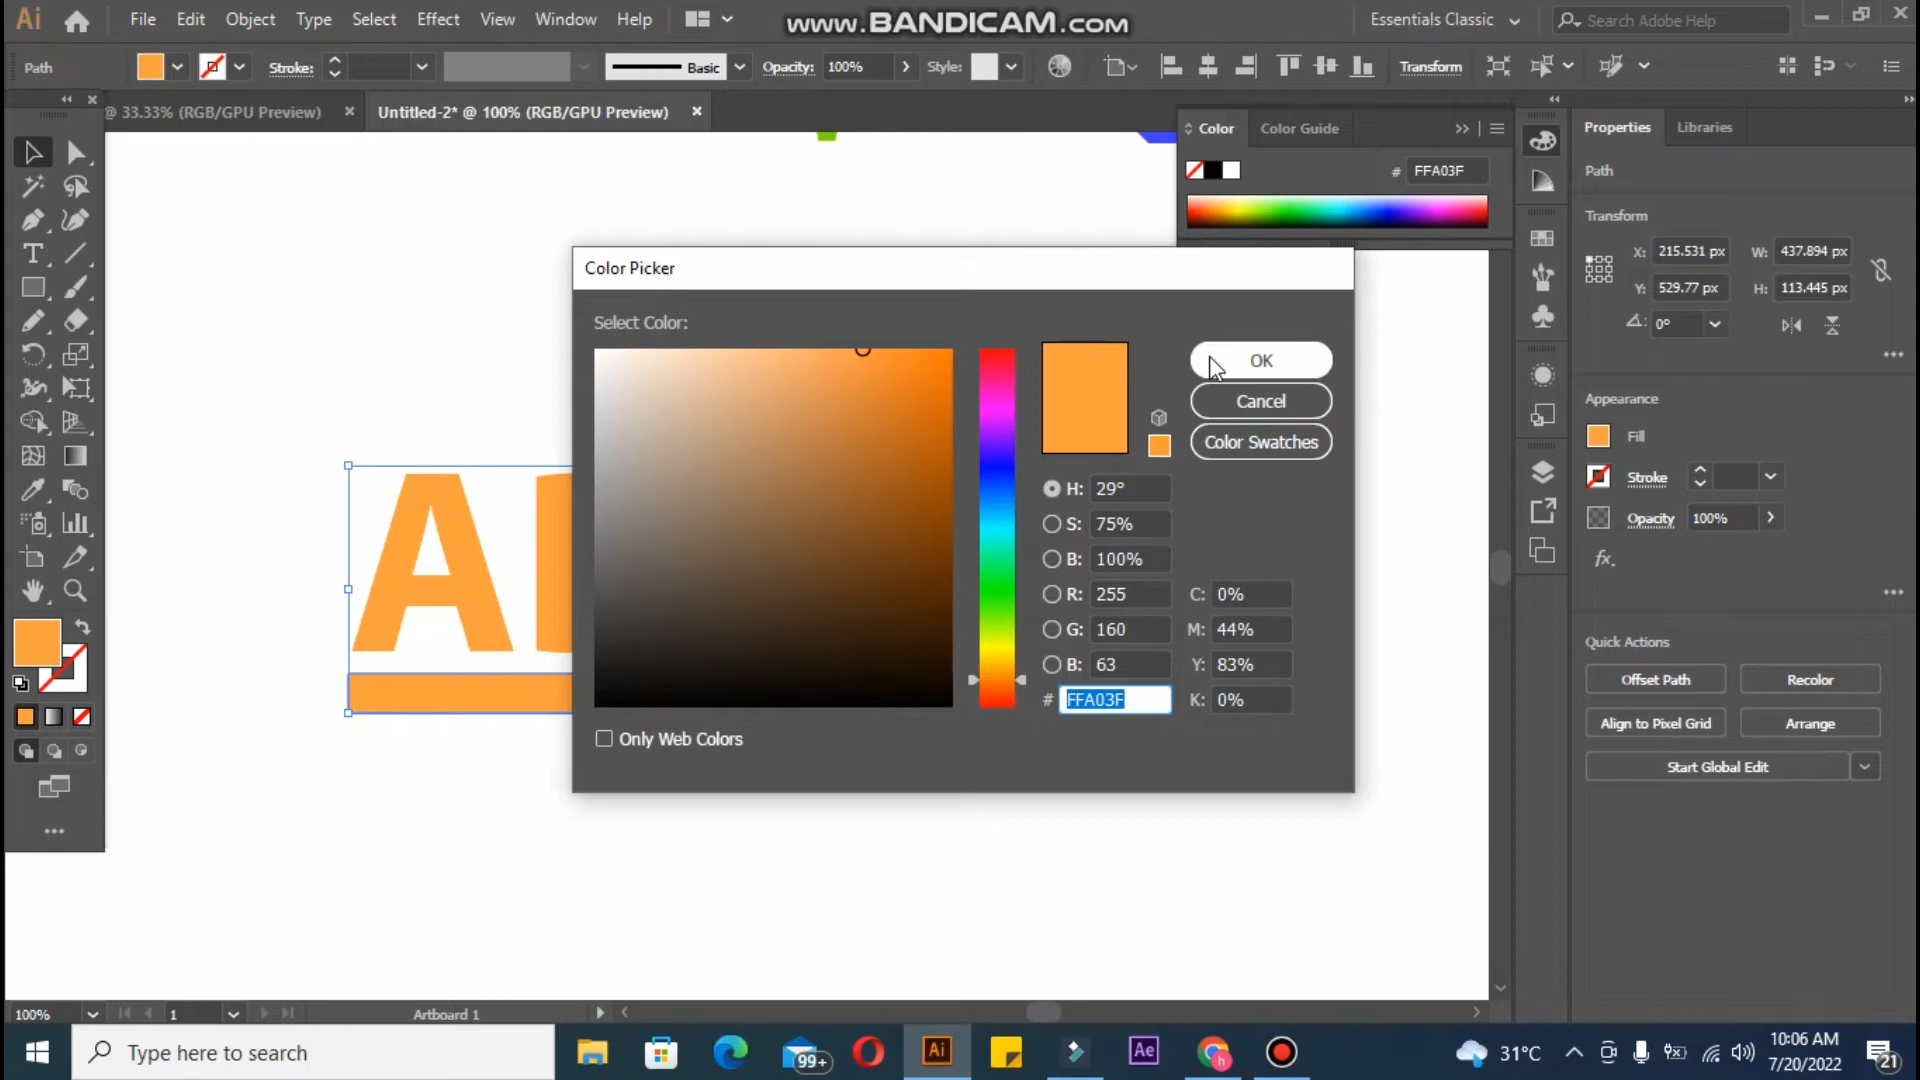 Ai File Edit Object Type Select Effect View Window Help www.BANDICAM.com Essentials Classic Search Adobe Help
Path Stroke: Basic Opacity: 100% Style: Transform
@ 33.33% (RGB/GPU Preview) × Untitled-2* @ 100% (RGB/GPU Preview) ×
Color Color Guide
# FFA03F
Properties Libraries
Path
Transform
X: 215.531 px W: 437.894 px
Y: 529.77 px H: 113.445 px
0°
Appearance
Fill
Stroke
Opacity 100%
fx.
Quick Actions
Offset Path Recolor
Align to Pixel Grid Arrange
Start Global Edit
Color Picker
Select Color:
OK
Cancel
Color Swatches
H: 29°
S: 75%
B: 100%
R: 255 C: 0%
G: 160 M: 44%
B: 63 Y: 83%
# FFA03F K: 0%
Only Web Colors
A
100% 1 Artboard 1
Type here to search 99+ Ai Ae h 31°C 10:06 AM
7/20/2022 21